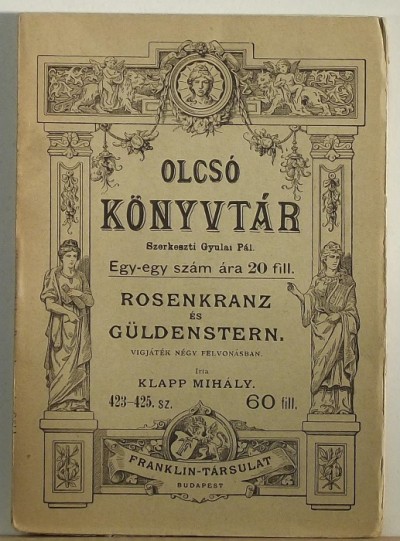 OLCSÓ
KÖNYVTÁR
Szerkeszti Gyulai Pál.
Egy-egy szám ára 20 fill.
ROSENKRANZ
ÉS
GÜLDENSTERN.
VIGJÁTÉK NÉGY FELVONÁSBAN.
Irta
KLAPP MIHÁLY.
423-425. sz. 60 fill.
FRANKLIN-TÁRSULAT
BUDAPEST